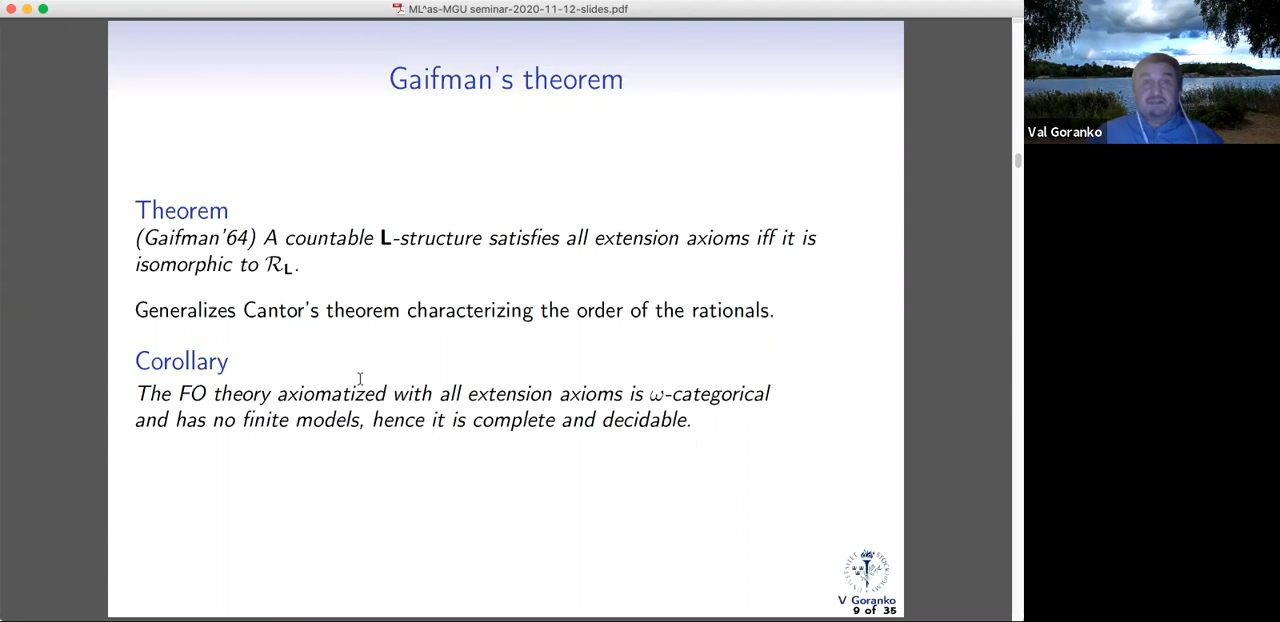 ML^as-MGU seminar-2020-11-12-slides.pdf
Gaifman's theorem
Theorem
(Gaifman'64) A countable L-structure satisfies all extension axioms iff it is
isomorphic to ℛ_L.
Generalizes Cantor's theorem characterizing the order of the rationals.
Corollary
The FO theory axiomatized with all extension axioms is ω-categorical
and has no finite models, hence it is complete and decidable.
V Goranko
9 of 35
Val Goranko